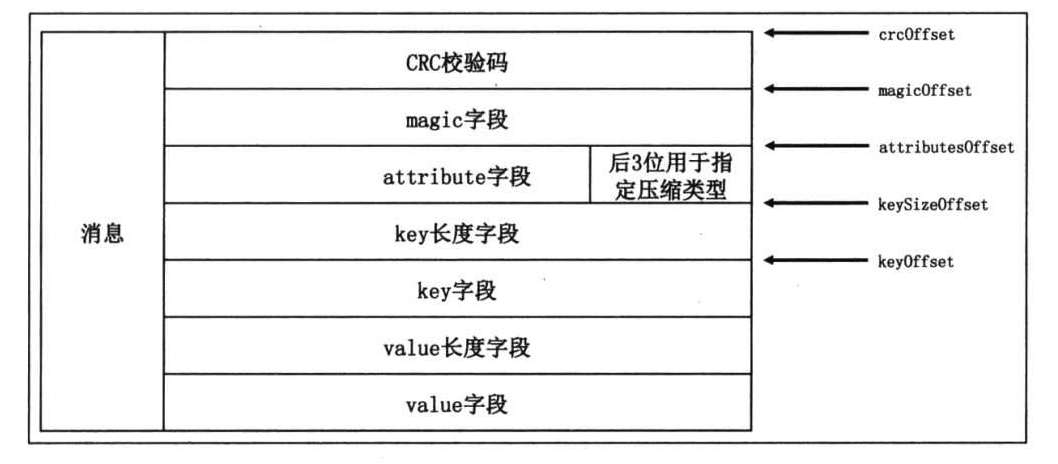 crcOffset
CRC校验码
magicOffset
magic字段
attributesOffset
attribute字段
后3位用于指
定压缩类型
keySizeOffset
消息
key长度字段
keyOffset
key字段
value长度字段
value字段